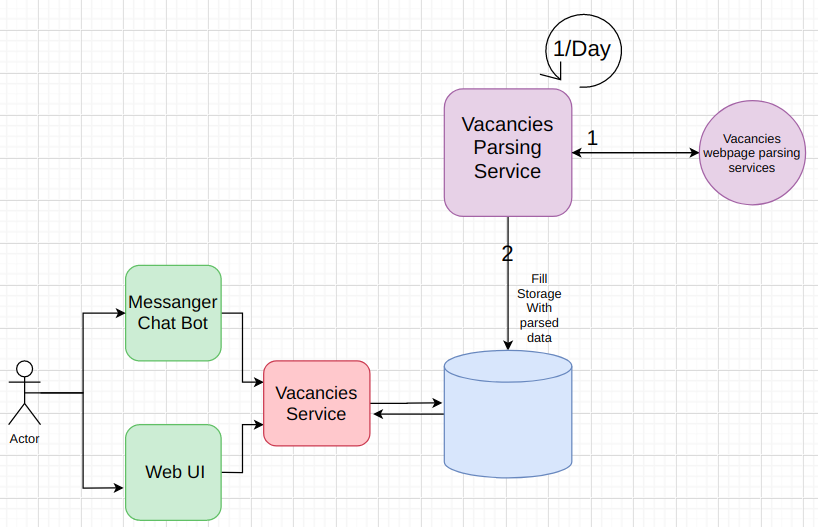 1/Day
Vacancies
Parsing
Service
1
Vacancies
webpage parsing
services
2
Fill
Storage
With
parsed
data
Messanger
Chat Bot
Vacancies
Service
Actor
Web UI